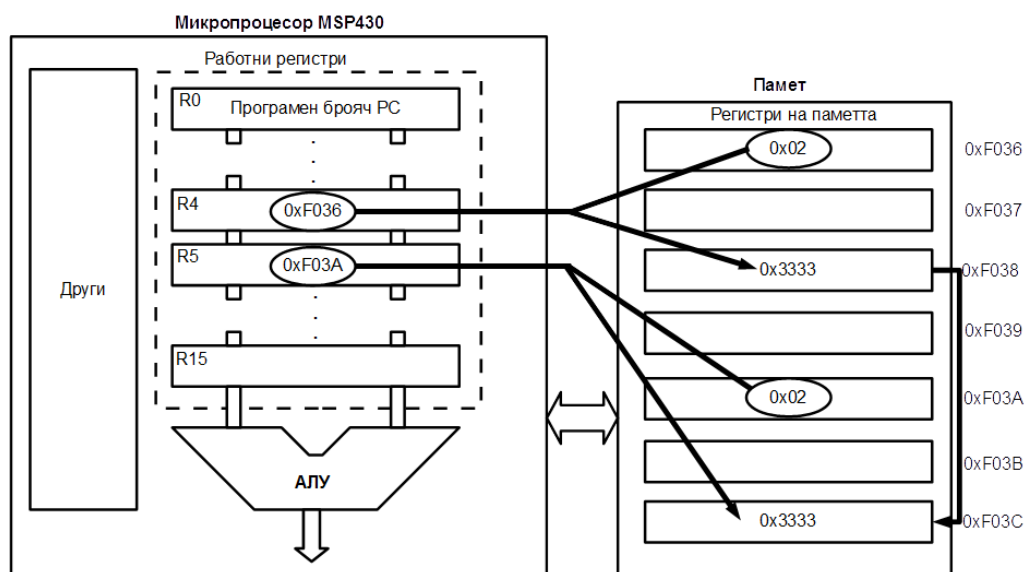 Микропроцесор MSP430
Работни регистри
R0
Програмен брояч PC
R4
0xF036
R5
0xF03A
R15
Други
АЛУ
Памет
Регистри на паметта
0x02
0xF036
0xF037
0x3333
0xF038
0xF039
0x02
0xF03A
0xF03B
0x3333
0xF03C